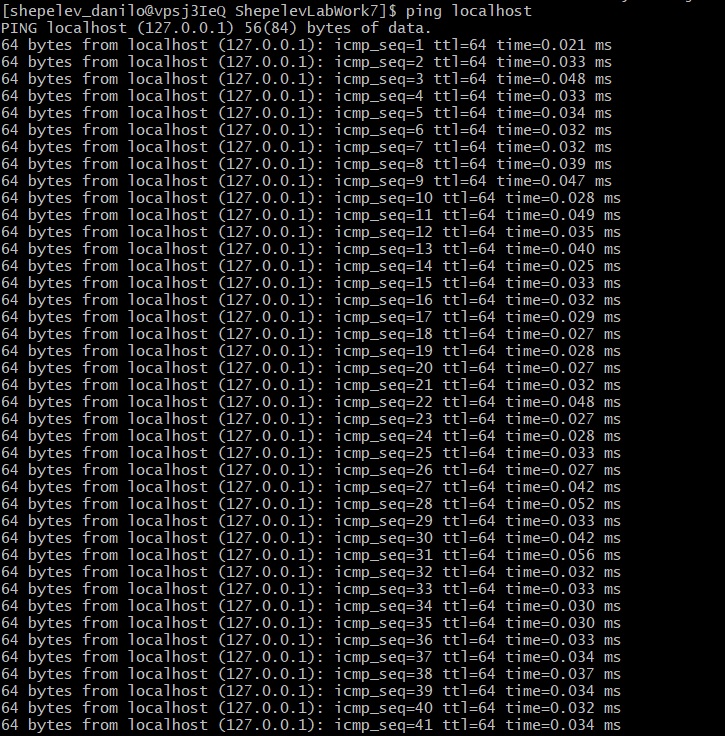 [shepelev_danilo@vpsj3IeQ ShepelevLabWork7]$ ping localhost
PING localhost (127.0.0.1) 56(84) bytes of data.
64 bytes from localhost (127.0.0.1): icmp_seq=1 ttl=64 time=0.021 ms
64 bytes from localhost (127.0.0.1): icmp_seq=2 ttl=64 time=0.033 ms
64 bytes from localhost (127.0.0.1): icmp_seq=3 ttl=64 time=0.048 ms
64 bytes from localhost (127.0.0.1): icmp_seq=4 ttl=64 time=0.033 ms
64 bytes from localhost (127.0.0.1): icmp_seq=5 ttl=64 time=0.034 ms
64 bytes from localhost (127.0.0.1): icmp_seq=6 ttl=64 time=0.032 ms
64 bytes from localhost (127.0.0.1): icmp_seq=7 ttl=64 time=0.032 ms
64 bytes from localhost (127.0.0.1): icmp_seq=8 ttl=64 time=0.039 ms
64 bytes from localhost (127.0.0.1): icmp_seq=9 ttl=64 time=0.047 ms
64 bytes from localhost (127.0.0.1): icmp_seq=10 ttl=64 time=0.028 ms
64 bytes from localhost (127.0.0.1): icmp_seq=11 ttl=64 time=0.049 ms
64 bytes from localhost (127.0.0.1): icmp_seq=12 ttl=64 time=0.035 ms
64 bytes from localhost (127.0.0.1): icmp_seq=13 ttl=64 time=0.040 ms
64 bytes from localhost (127.0.0.1): icmp_seq=14 ttl=64 time=0.025 ms
64 bytes from localhost (127.0.0.1): icmp_seq=15 ttl=64 time=0.033 ms
64 bytes from localhost (127.0.0.1): icmp_seq=16 ttl=64 time=0.032 ms
64 bytes from localhost (127.0.0.1): icmp_seq=17 ttl=64 time=0.029 ms
64 bytes from localhost (127.0.0.1): icmp_seq=18 ttl=64 time=0.027 ms
64 bytes from localhost (127.0.0.1): icmp_seq=19 ttl=64 time=0.028 ms
64 bytes from localhost (127.0.0.1): icmp_seq=20 ttl=64 time=0.027 ms
64 bytes from localhost (127.0.0.1): icmp_seq=21 ttl=64 time=0.032 ms
64 bytes from localhost (127.0.0.1): icmp_seq=22 ttl=64 time=0.048 ms
64 bytes from localhost (127.0.0.1): icmp_seq=23 ttl=64 time=0.027 ms
64 bytes from localhost (127.0.0.1): icmp_seq=24 ttl=64 time=0.028 ms
64 bytes from localhost (127.0.0.1): icmp_seq=25 ttl=64 time=0.033 ms
64 bytes from localhost (127.0.0.1): icmp_seq=26 ttl=64 time=0.027 ms
64 bytes from localhost (127.0.0.1): icmp_seq=27 ttl=64 time=0.042 ms
64 bytes from localhost (127.0.0.1): icmp_seq=28 ttl=64 time=0.052 ms
64 bytes from localhost (127.0.0.1): icmp_seq=29 ttl=64 time=0.033 ms
64 bytes from localhost (127.0.0.1): icmp_seq=30 ttl=64 time=0.042 ms
64 bytes from localhost (127.0.0.1): icmp_seq=31 ttl=64 time=0.056 ms
64 bytes from localhost (127.0.0.1): icmp_seq=32 ttl=64 time=0.032 ms
64 bytes from localhost (127.0.0.1): icmp_seq=33 ttl=64 time=0.033 ms
64 bytes from localhost (127.0.0.1): icmp_seq=34 ttl=64 time=0.030 ms
64 bytes from localhost (127.0.0.1): icmp_seq=35 ttl=64 time=0.030 ms
64 bytes from localhost (127.0.0.1): icmp_seq=36 ttl=64 time=0.033 ms
64 bytes from localhost (127.0.0.1): icmp_seq=37 ttl=64 time=0.034 ms
64 bytes from localhost (127.0.0.1): icmp_seq=38 ttl=64 time=0.037 ms
64 bytes from localhost (127.0.0.1): icmp_seq=39 ttl=64 time=0.034 ms
64 bytes from localhost (127.0.0.1): icmp_seq=40 ttl=64 time=0.032 ms
64 bytes from localhost (127.0.0.1): icmp_seq=41 ttl=64 time=0.034 ms